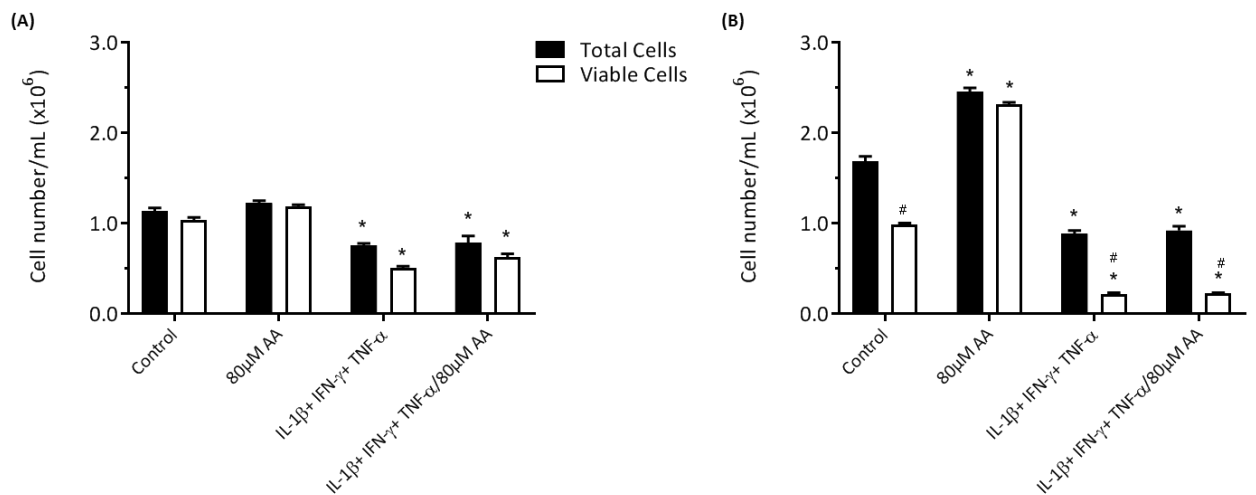 (A)
Cell number/mL (x10⁶)
3.0
2.0
1.0
0.0
* * * *
Control
80µM AA
IL-1β+ IFN-γ+ TNF-α
IL-1β+ IFN-γ+ TNF-α/80µM AA
Total Cells
Viable Cells
(B)
Cell number/mL (x10⁶)
3.0
2.0
1.0
0.0
#
* *
* # *
* # *
Control
80µM AA
IL-1β+ IFN-γ+ TNF-α
IL-1β+ IFN-γ+ TNF-α/80µM AA